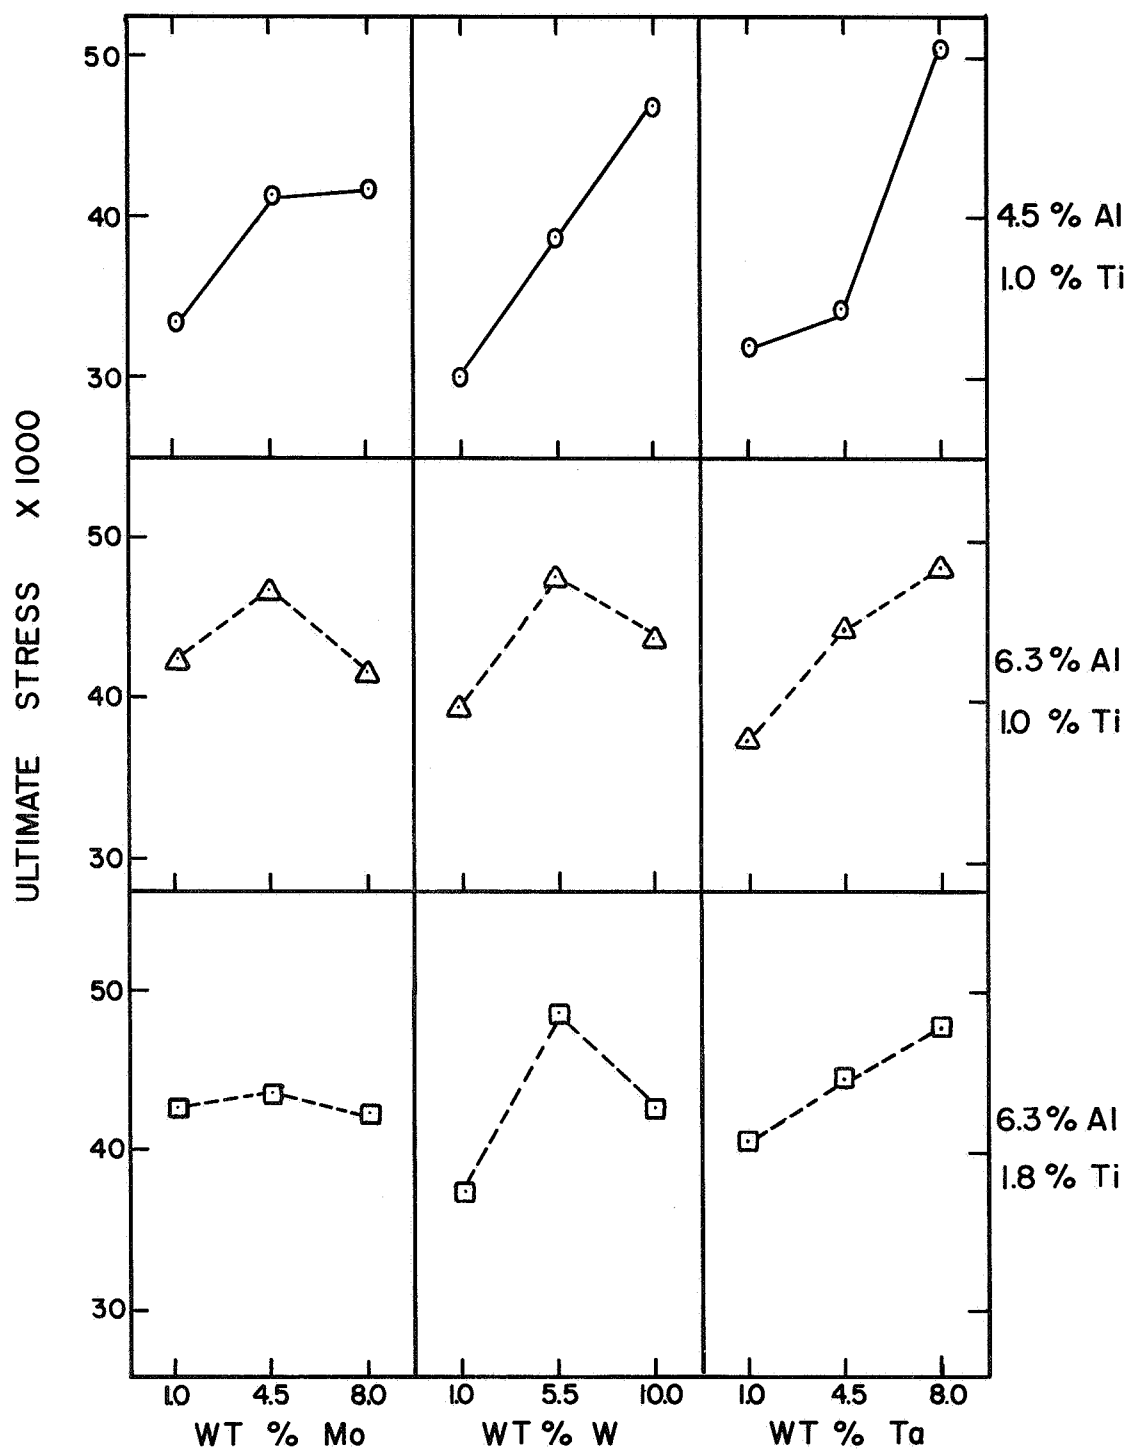 50
40
30
4.5 % Al
1.0 % Ti
50
40
30
6.3 % Al
1.0 % Ti
50
40
30
6.3 % Al
1.8 % Ti
ULTIMATE STRESS X 1000
1.0 4.5 8.0 1.0 5.5 10.0 1.0 4.5 8.0
WT % Mo WT % W WT % Ta